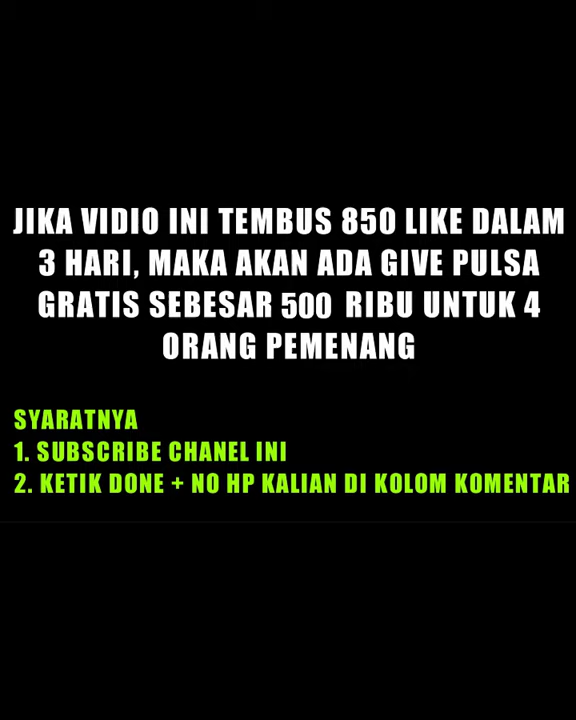 JIKA VIDIO INI TEMBUS 850 LIKE DALAM
3 HARI, MAKA AKAN ADA GIVE PULSA
GRATIS SEBESAR 500 RIBU UNTUK 4
ORANG PEMENANG
SYARATNYA
1. SUBSCRIBE CHANEL INI
2. KETIK DONE + NO HP KALIAN DI KOLOM KOMENTAR